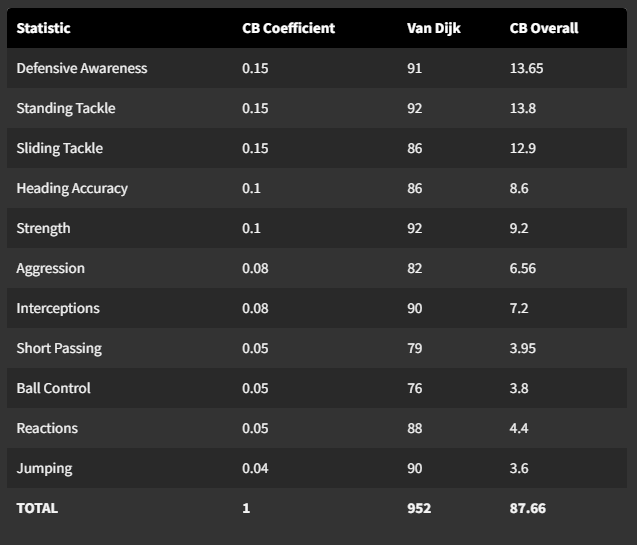 Statistic CB Coefficient Van Dijk CB Overall
Defensive Awareness 0.15 91 13.65
Standing Tackle 0.15 92 13.8
Sliding Tackle 0.15 86 12.9
Heading Accuracy 0.1 86 8.6
Strength 0.1 92 9.2
Aggression 0.08 82 6.56
Interceptions 0.08 90 7.2
Short Passing 0.05 79 3.95
Ball Control 0.05 76 3.8
Reactions 0.05 88 4.4
Jumping 0.04 90 3.6
TOTAL 1 952 87.66